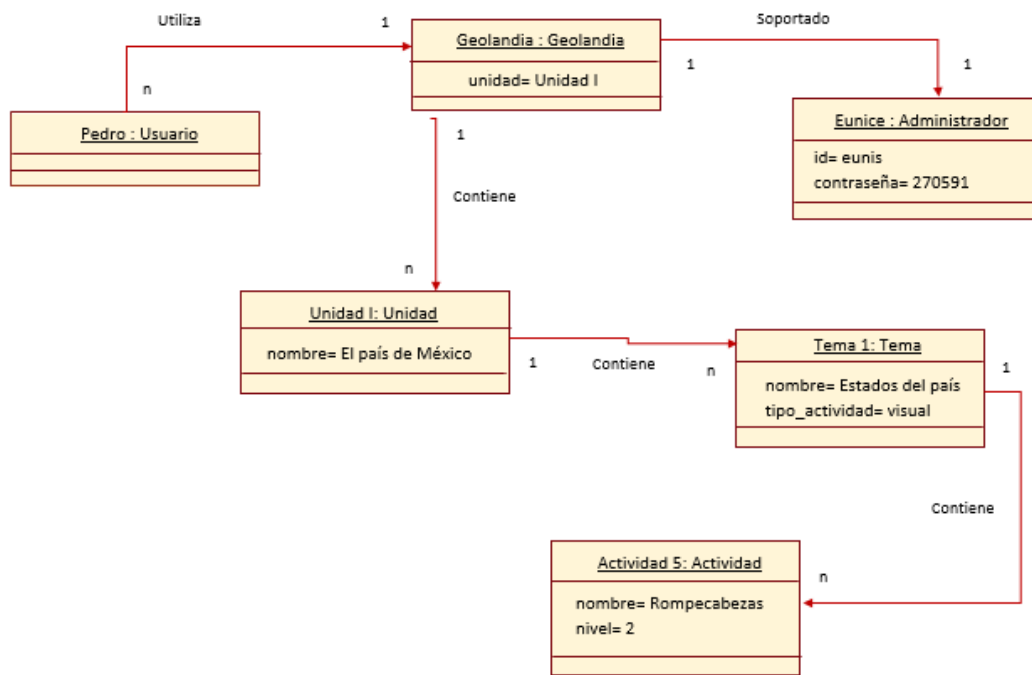 Utiliza
1
n
Pedro : Usuario
Geolandia : Geolandia
unidad= Unidad I
Soportado
1
1
Eunice : Administrador
id= eunis
contraseña= 270591
1
Contiene
n
Unidad I: Unidad
nombre= El país de México
1
Contiene
n
Tema 1: Tema
nombre= Estados del país
tipo_actividad= visual
1
Contiene
n
Actividad 5: Actividad
nombre= Rompecabezas
nivel= 2